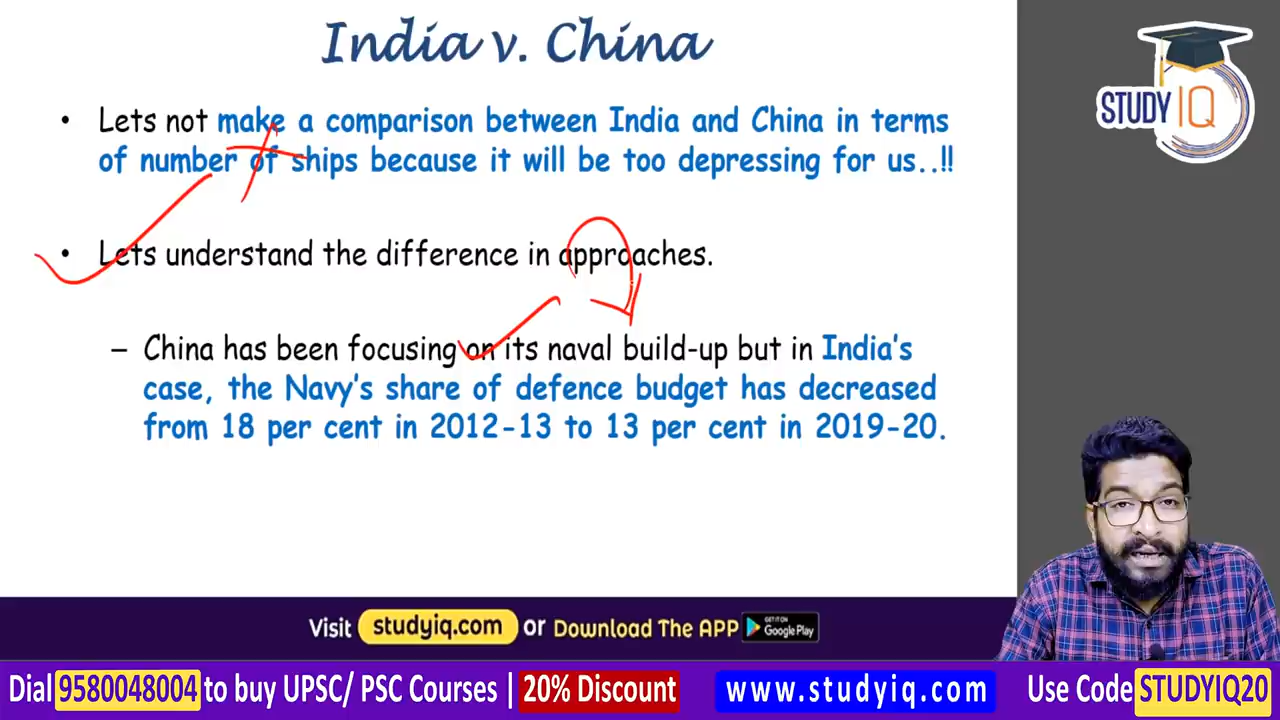 India v. China
STUDY IQ
• Lets not make a comparison between India and China in terms
of number of ships because it will be too depressing for us..!!
• Lets understand the difference in approaches.
– China has been focusing on its naval build-up but in India's
case, the Navy's share of defence budget has decreased
from 18 per cent in 2012-13 to 13 per cent in 2019-20.
Visit studyiq.com or Download The APP GET IT ON Google Play
Dial 9580048004 to buy UPSC/ PSC Courses | 20% Discount www.studyiq.com Use Code STUDYIQ20